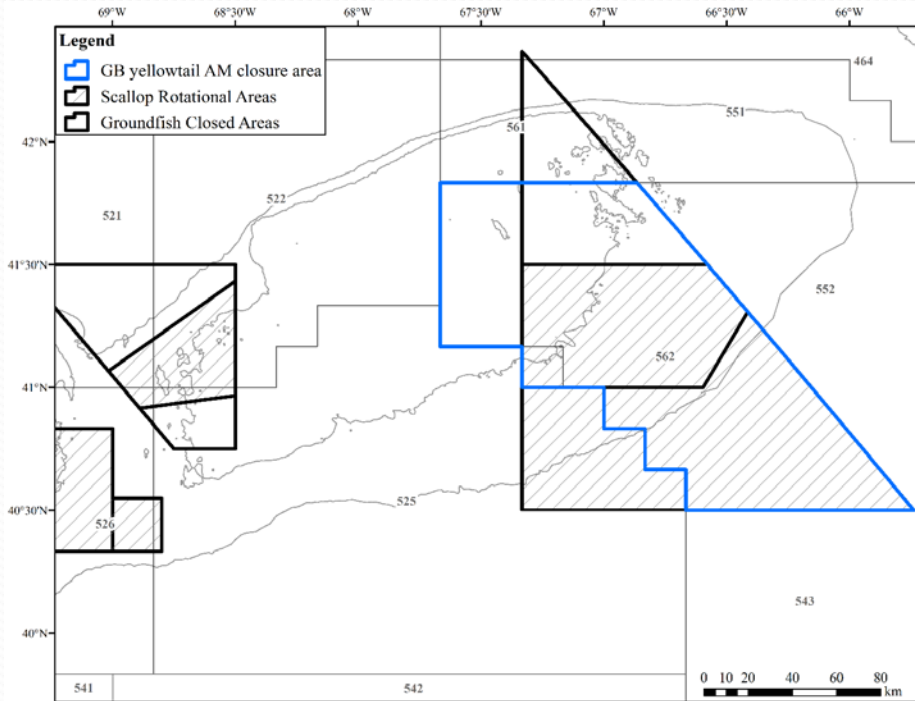 69°W 68°30'W 68°W 67°30'W 67°W 66°30'W 66°W
Legend
GB yellowtail AM closure area
Scallop Rotational Areas
Groundfish Closed Areas
464
551
561
42°N
522
521
41°30'N
552
562
41°N
525
40°30'N
526
543
40°N
541
542
0 10 20 40 60 80
km